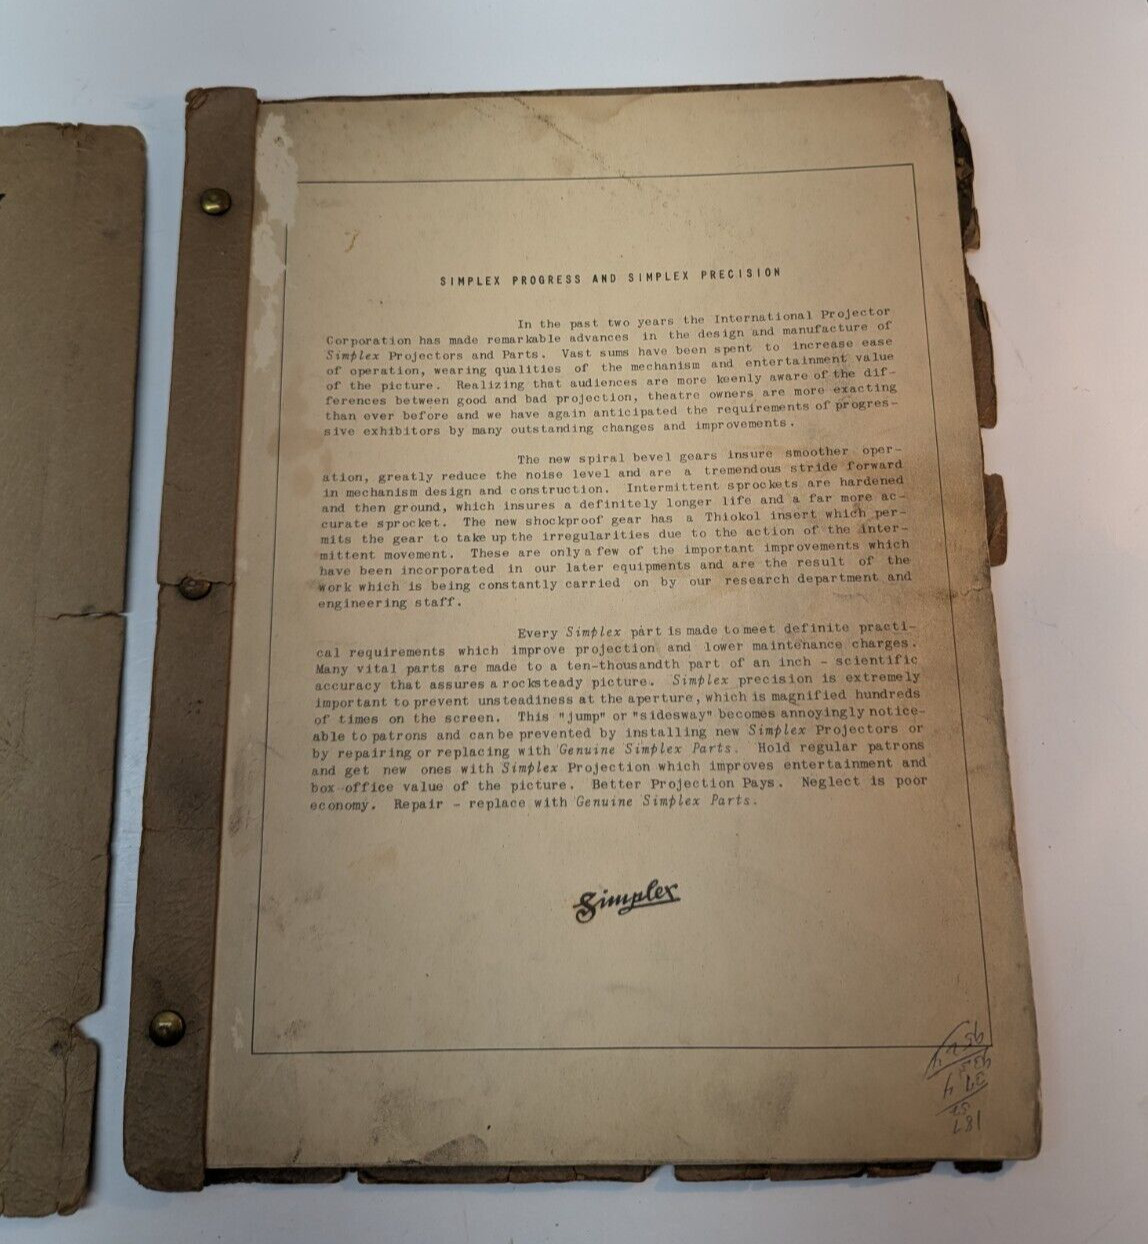 SIMPLEX PROGRESS AND SIMPLEX PRECISION
In the past two years the International Projector
Corporation has made remarkable advances in the design and manufacture of
Simplex Projectors and Parts. Vast sums have been spent to increase ease
of operation, wearing qualities of the mechanism and entertainment value
of the picture. Realizing that audiences are more keenly aware of the dif-
ferences between good and bad projection, theatre owners are more exacting
than ever before and we have again anticipated the requirements of progres-
sive exhibitors by many outstanding changes and improvements.
The new spiral bevel gears insure smoother oper-
ation, greatly reduce the noise level and are a tremendous stride forward
in mechanism design and construction. Intermittent sprockets are hardened
and then ground, which insures a definitely longer life and a far more ac-
curate sprocket. The new shockproof gear has a Thiokol insert which per-
mits the gear to take up the irregularities due to the action of the inter-
mittent movement. These are only a few of the important improvements which
have been incorporated in our later equipments and are the result of the
work which is being constantly carried on by our research department and
engineering staff.
Every Simplex part is made to meet definite practi-
cal requirements which improve projection and lower maintenance charges.
Many vital parts are made to a ten-thousandth part of an inch - scientific
accuracy that assures a rocksteady picture. Simplex precision is extremely
important to prevent unsteadiness at the aperture, which is magnified hundreds
of times on the screen. This "jump" or "sidesway" becomes annoyingly notice-
able to patrons and can be prevented by installing new Simplex Projectors or
by repairing or replacing with Genuine Simplex Parts. Hold regular patrons
and get new ones with Simplex Projection which improves entertainment and
box office value of the picture. Better Projection Pays. Neglect is poor
economy. Repair - replace with Genuine Simplex Parts.
Simplex
187